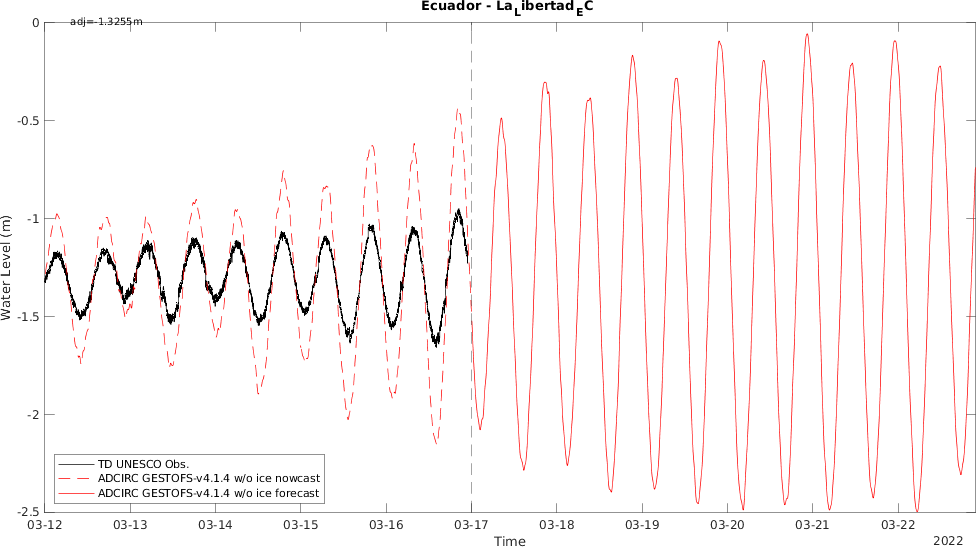 Ecuador - La_Libertad_EC
adj=-1.3255m
0
-0.5
-1
-1.5
-2
-2.5
Water Level (m)
TD UNESCO Obs.
ADCIRC GESTOFS-v4.1.4 w/o ice nowcast
ADCIRC GESTOFS-v4.1.4 w/o ice forecast
03-12 03-13 03-14 03-15 03-16 03-17 03-18 03-19 03-20 03-21 03-22
Time
2022